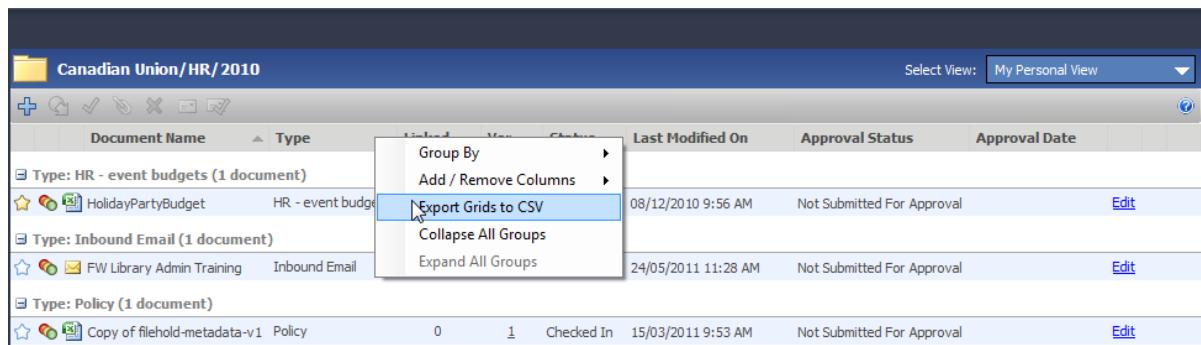 Canadian Union/HR/2010 Select View: My Personal View
Document Name Type Linked Ver Status Last Modified On Approval Status Approval Date
Group By
Type: HR - event budgets (1 document)
Add / Remove Columns
HolidayPartyBudget HR - event budge Export Grids to CSV 08/12/2010 9:56 AM Not Submitted For Approval Edit
Type: Inbound Email (1 document) Collapse All Groups
FW Library Admin Training Inbound Email Expand All Groups 24/05/2011 11:28 AM Not Submitted For Approval Edit
Type: Policy (1 document)
Copy of filehold-metadata-v1 Policy 0 1 Checked In 15/03/2011 9:53 AM Not Submitted For Approval Edit